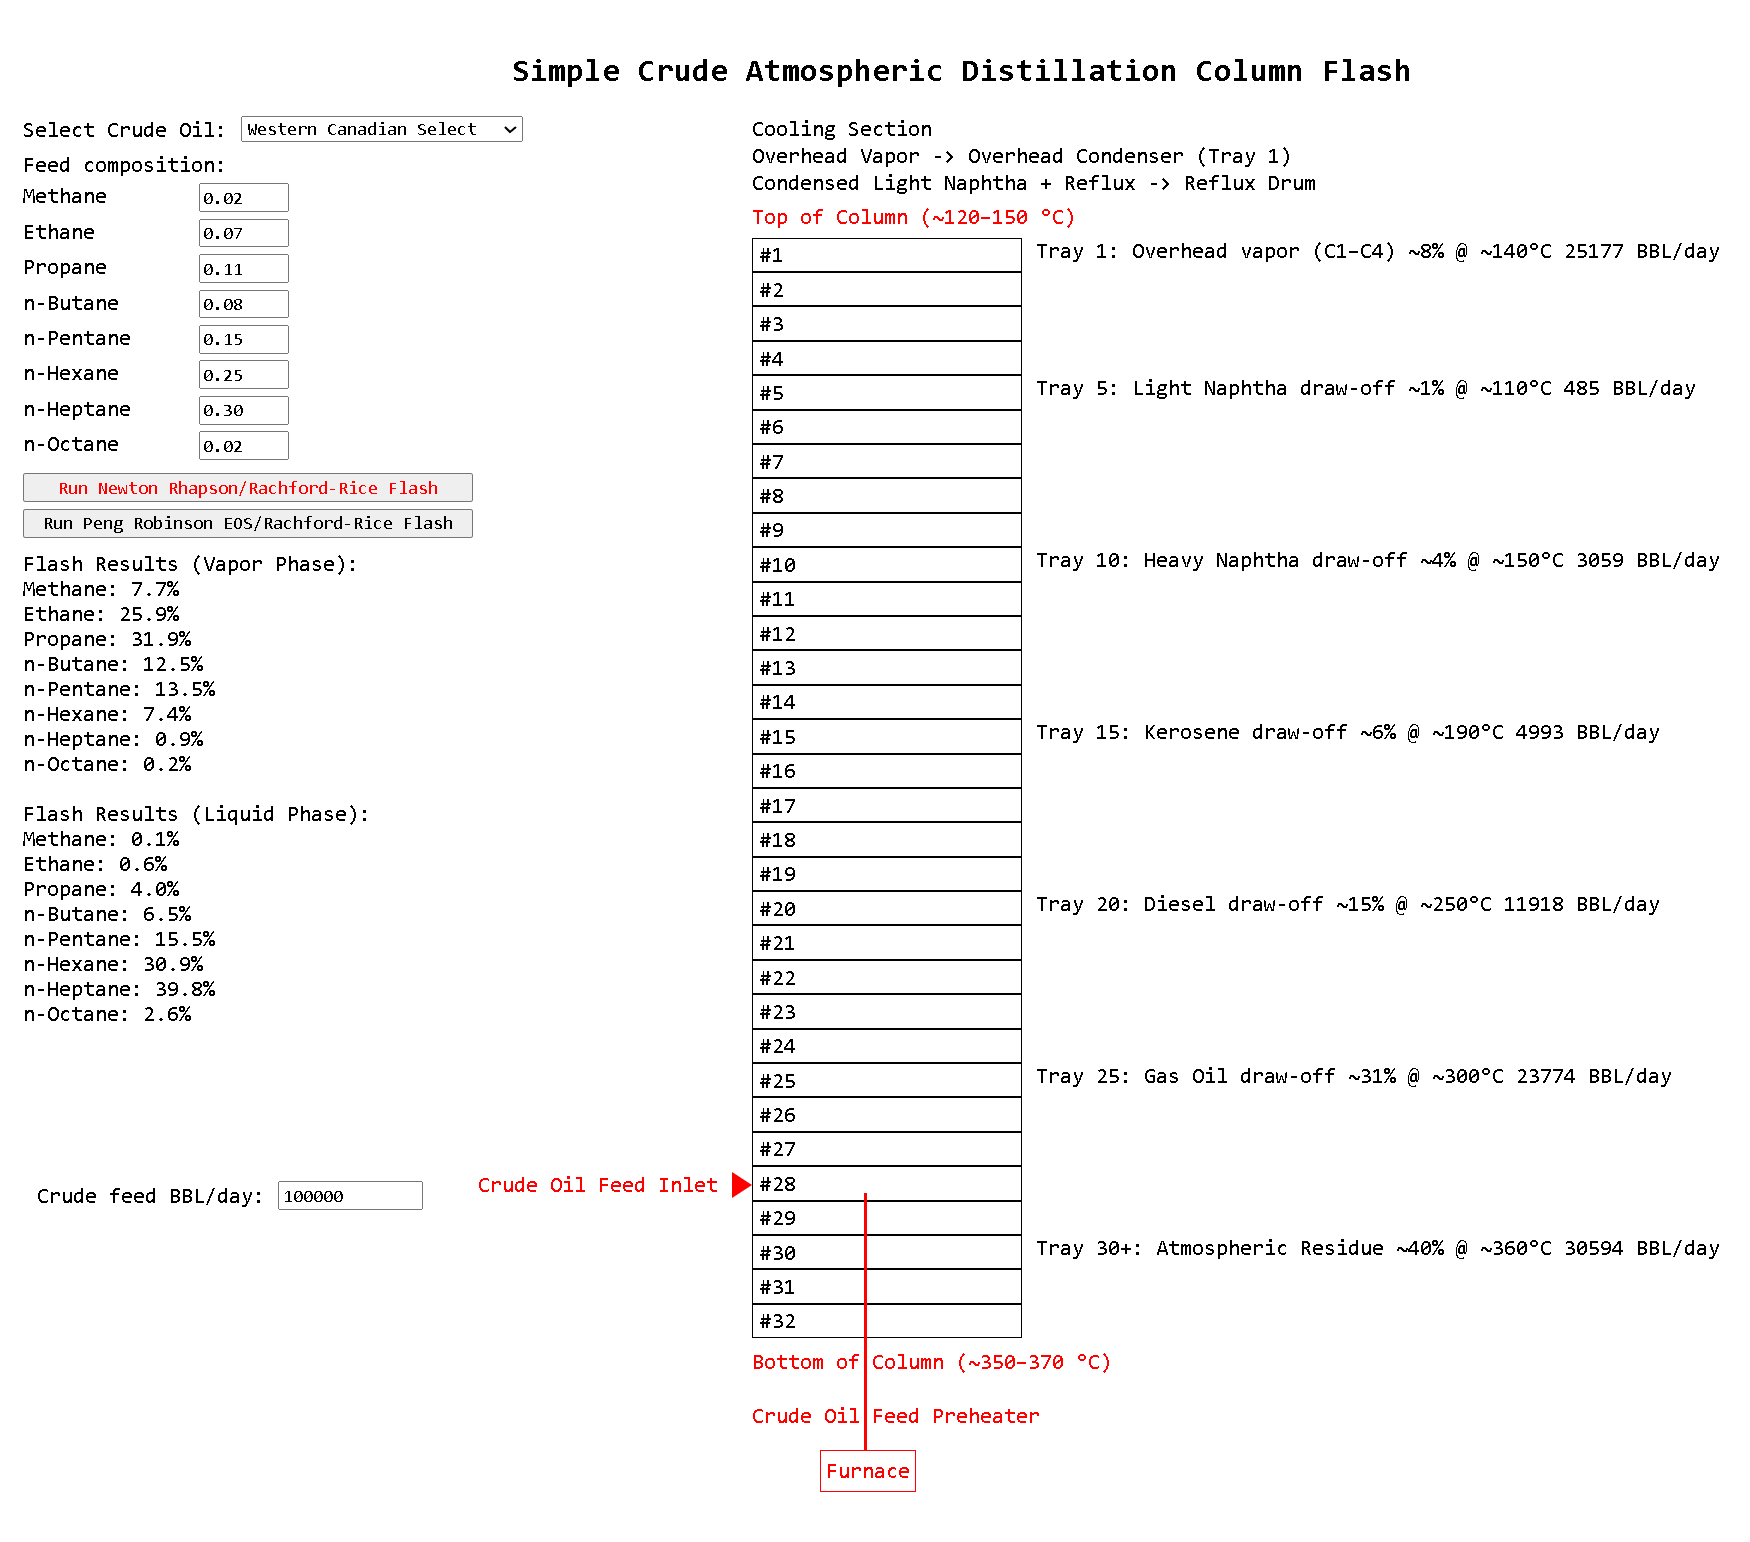 Simple Crude Atmospheric Distillation Column Flash
Select Crude Oil: Western Canadian Select
Feed composition:
Methane 0.02
Ethane 0.07
Propane 0.11
n-Butane 0.08
n-Pentane 0.15
n-Hexane 0.25
n-Heptane 0.30
n-Octane 0.02
Run Newton Rhapson/Rachford-Rice Flash
Run Peng Robinson EOS/Rachford-Rice Flash
Flash Results (Vapor Phase):
Methane: 7.7%
Ethane: 25.9%
Propane: 31.9%
n-Butane: 12.5%
n-Pentane: 13.5%
n-Hexane: 7.4%
n-Heptane: 0.9%
n-Octane: 0.2%
Flash Results (Liquid Phase):
Methane: 0.1%
Ethane: 0.6%
Propane: 4.0%
n-Butane: 6.5%
n-Pentane: 15.5%
n-Hexane: 30.9%
n-Heptane: 39.8%
n-Octane: 2.6%
Crude feed BBL/day: 100000
Crude Oil Feed Inlet
Cooling Section
Overhead Vapor -> Overhead Condenser (Tray 1)
Condensed Light Naphtha + Reflux -> Reflux Drum
Top of Column (~120–150 °C)
#1 Tray 1: Overhead vapor (C1–C4) ~8% @ ~140°C 25177 BBL/day
#2
#3
#4
#5 Tray 5: Light Naphtha draw-off ~1% @ ~110°C 485 BBL/day
#6
#7
#8
#9
#10 Tray 10: Heavy Naphtha draw-off ~4% @ ~150°C 3059 BBL/day
#11
#12
#13
#14
#15 Tray 15: Kerosene draw-off ~6% @ ~190°C 4993 BBL/day
#16
#17
#18
#19
#20 Tray 20: Diesel draw-off ~15% @ ~250°C 11918 BBL/day
#21
#22
#23
#24
#25 Tray 25: Gas Oil draw-off ~31% @ ~300°C 23774 BBL/day
#26
#27
#28
#29
#30 Tray 30+: Atmospheric Residue ~40% @ ~360°C 30594 BBL/day
#31
#32
Bottom of Column (~350–370 °C)
Crude Oil Feed Preheater
Furnace